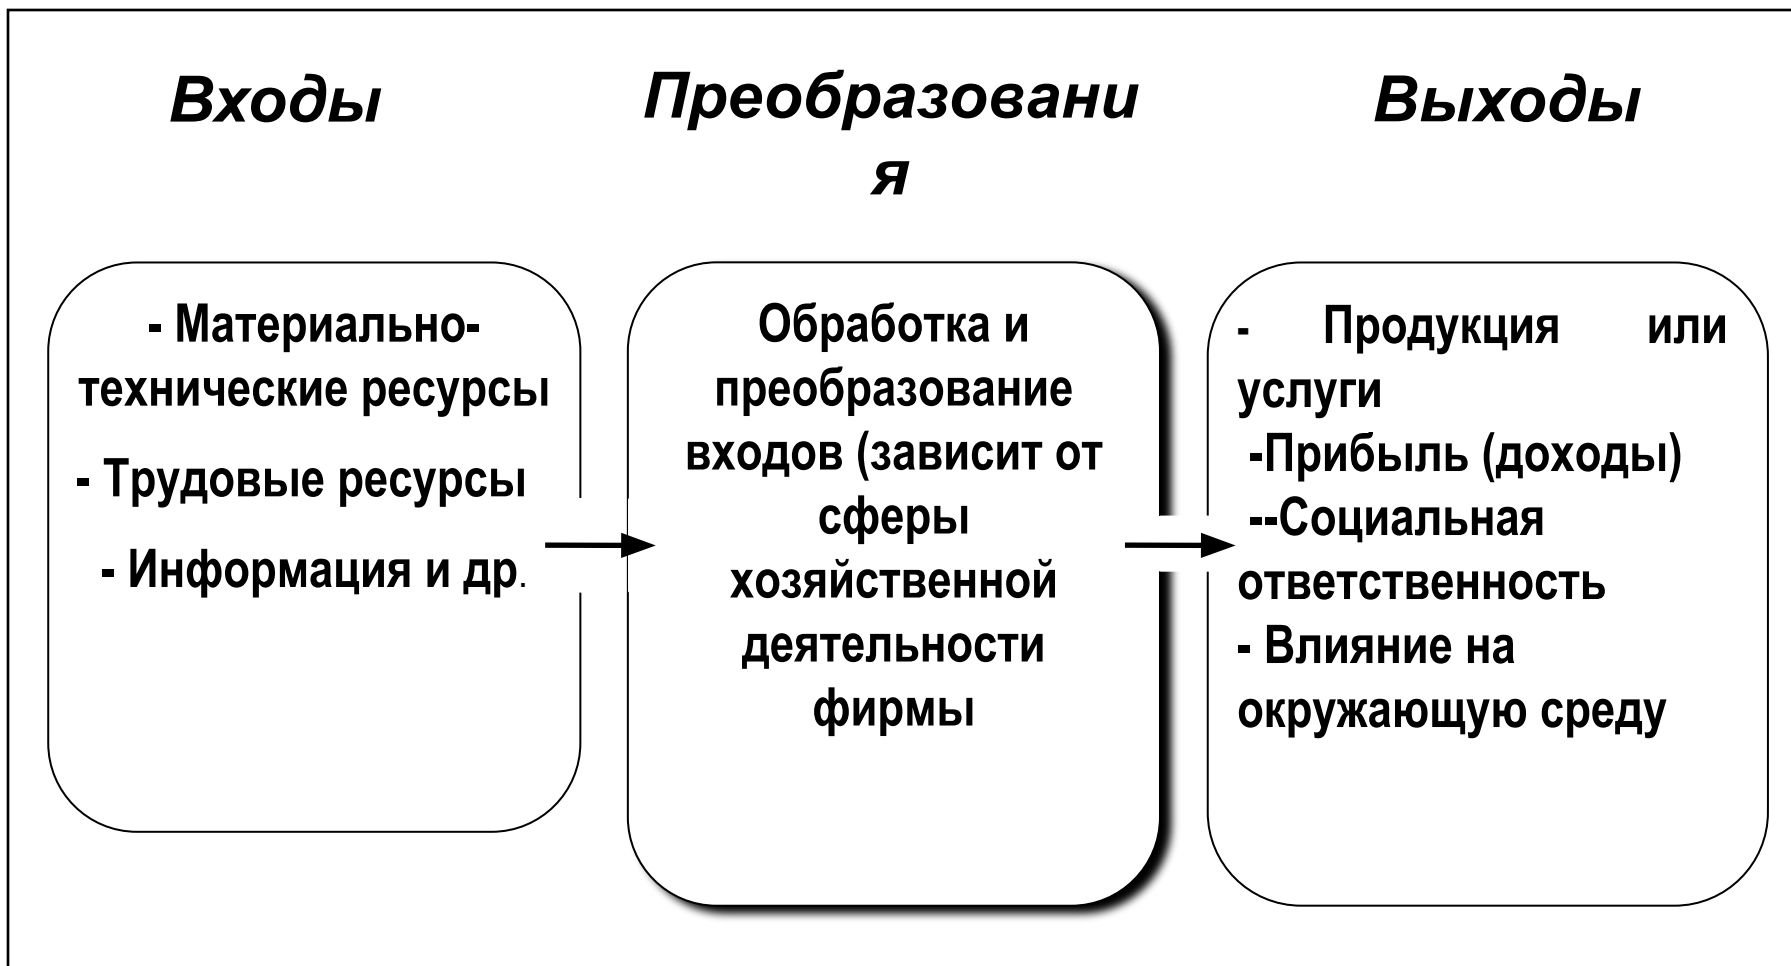 Входы
Преобразовани
я
Выходы
- Материально-
технические ресурсы
- Трудовые ресурсы
- Информация и др.
Обработка и
преобразование
входов (зависит от
сферы
хозяйственной
деятельности
фирмы
- Продукция или
услуги
-Прибыль (доходы)
--Социальная
ответственность
- Влияние на
окружающую среду